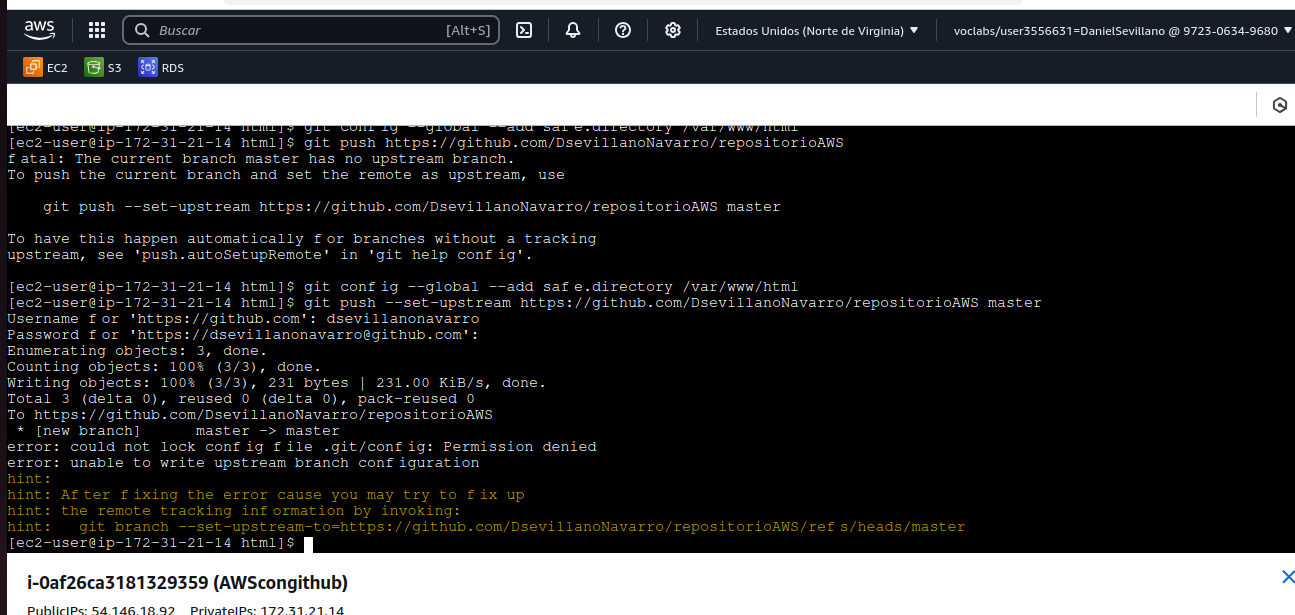 aws
Buscar
[Alt+S]
Estados Unidos (Norte de Virginia) ▼
voclabs/user3556631=DanielSevillano @ 9723-0634-9680 ▼
EC2
S3
RDS
[ec2-user@ip-172-31-21-14 html]$ git config --global --add safe.directory /var/www/html
[ec2-user@ip-172-31-21-14 html]$ git push https://github.com/DsevillanoNavarro/repositorioAWS
fatal: The current branch master has no upstream branch.
To push the current branch and set the remote as upstream, use
git push --set-upstream https://github.com/DsevillanoNavarro/repositorioAWS master
To have this happen automatically for branches without a tracking
upstream, see 'push.autoSetupRemote' in 'git help config'.
[ec2-user@ip-172-31-21-14 html]$ git config --global --add safe.directory /var/www/html
[ec2-user@ip-172-31-21-14 html]$ git push --set-upstream https://github.com/DsevillanoNavarro/repositorioAWS master
Username for 'https://github.com': dsevillanonavarro
Password for 'https://dsevillanonavarro@github.com':
Enumerating objects: 3, done.
Counting objects: 100% (3/3), done.
Writing objects: 100% (3/3), 231 bytes | 231.00 KiB/s, done.
Total 3 (delta 0), reused 0 (delta 0), pack-reused 0
To https://github.com/DsevillanoNavarro/repositorioAWS
* [new branch]      master -> master
error: could not lock config file .git/config: Permission denied
error: unable to write upstream branch configuration
hint:
hint: After fixing the error cause you may try to fix up
hint: the remote tracking information by invoking:
hint:   git branch --set-upstream-to=https://github.com/DsevillanoNavarro/repositorioAWS/refs/heads/master
[ec2-user@ip-172-31-21-14 html]$
i-0af26ca3181329359 (AWScongithub)
PublicIPs: 54.146.18.92 PrivateIPs: 172.31.21.14